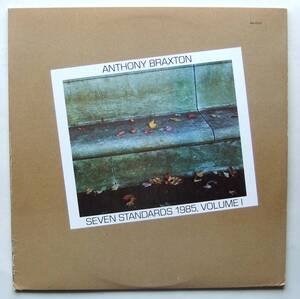 ANTHONY BRAXTON
SEVEN STANDARDS 1985, VOLUME I